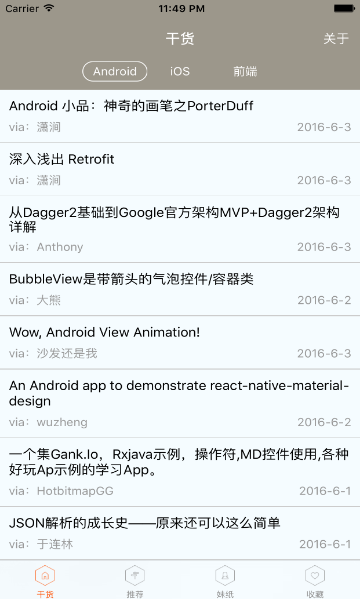 Carrier 11:49 PM
干货 关于
Android iOS 前端
Android 小品：神奇的画笔之PorterDuff
via：潇涧 2016-6-3
深入浅出 Retrofit
via：潇涧 2016-6-3
从Dagger2基础到Google官方架构MVP+Dagger2架构
详解
via：Anthony 2016-6-3
BubbleView是带箭头的气泡控件/容器类
via：大熊 2016-6-2
Wow, Android View Animation!
via：沙发还是我 2016-6-3
An Android app to demonstrate react-native-material-
design
via：wuzheng 2016-6-2
一个集Gank.Io，Rxjava示例，操作符,MD控件使用,各种
好玩Ap示例的学习App。
via：HotbitmapGG 2016-6-1
JSON解析的成长史——原来还可以这么简单
via：于连林 2016-6-1
干货 推荐 妹纸 收藏